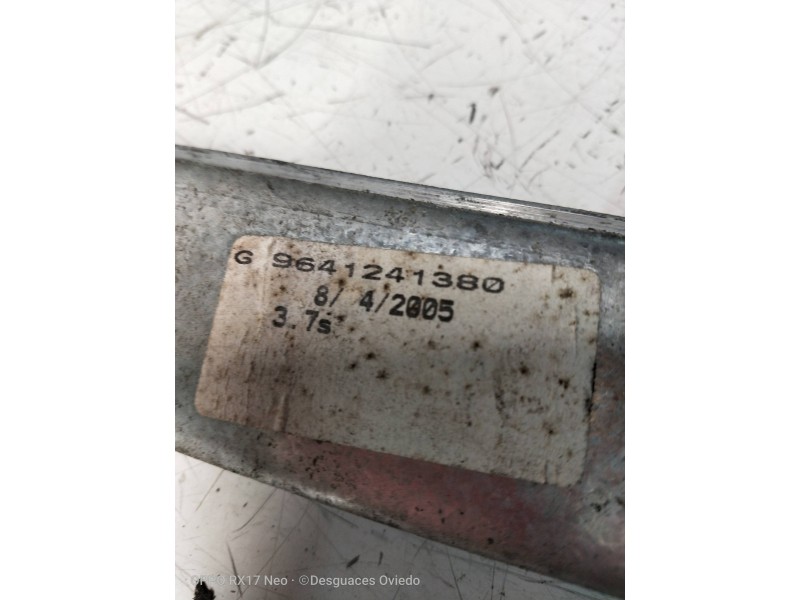 G 9641241380
8/ 4/2005
3.7s
RX17 Neo · ©Desguaces Oviedo